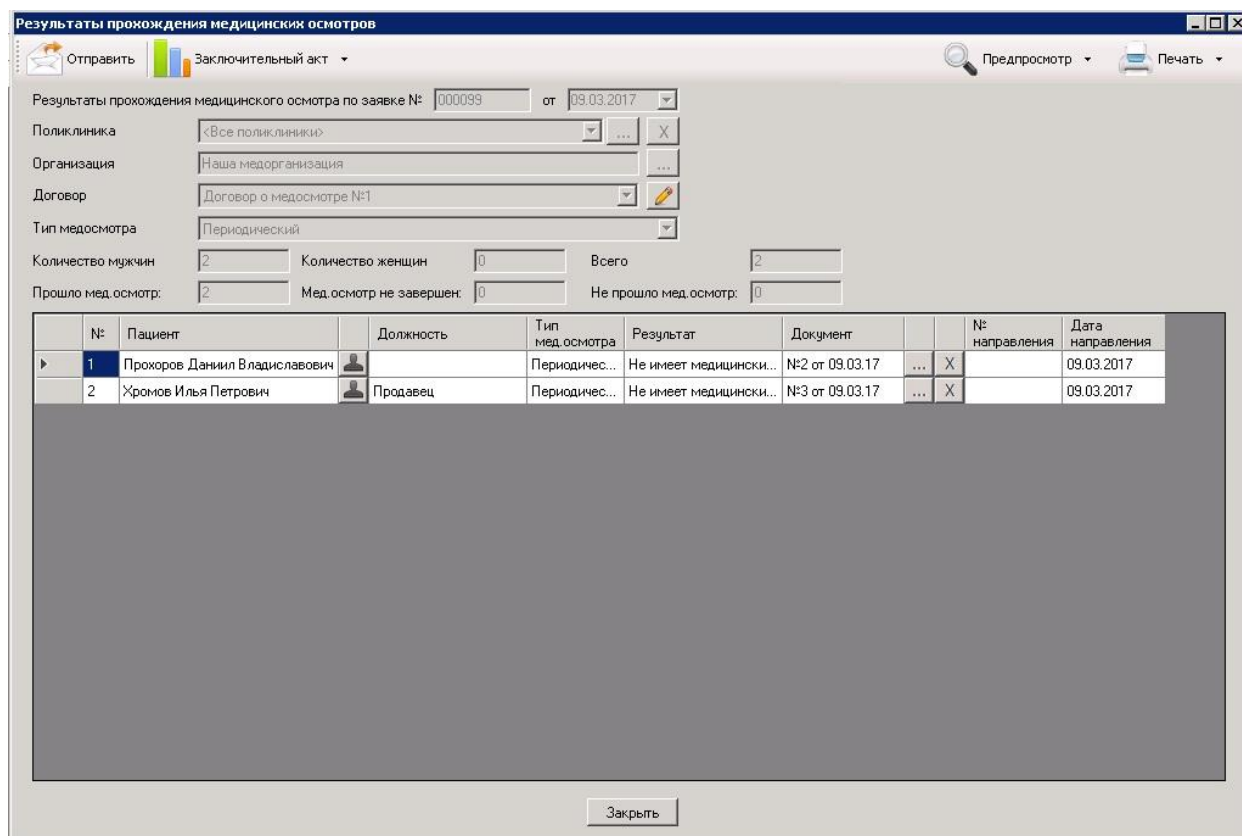 Результаты прохождения медицинских осмотров
Отправить Заключительный акт Предпросмотр Печать
Результаты прохождения медицинского осмотра по заявке № 000099 от 09.03.2017
Поликлиника <Все поликлиники> ... X
Организация Наша медорганизация ...
Договор Договор о медосмотре №1
Тип медосмотра Периодический
Количество мужчин 2 Количество женщин 0 Всего 2
Прошло мед.осмотр: 2 Мед.осмотр не завершен: 0 Не прошло мед.осмотр: 0
№ Пациент Должность Тип мед.осмотра Результат Документ № направления Дата направления
1 Прохоров Даниил Владиславович Периодичес... Не имеет медицински... №2 от 09.03.17 ... X 09.03.2017
2 Хромов Илья Петрович Продавец Периодичес... Не имеет медицински... №3 от 09.03.17 ... X 09.03.2017
Закрыть